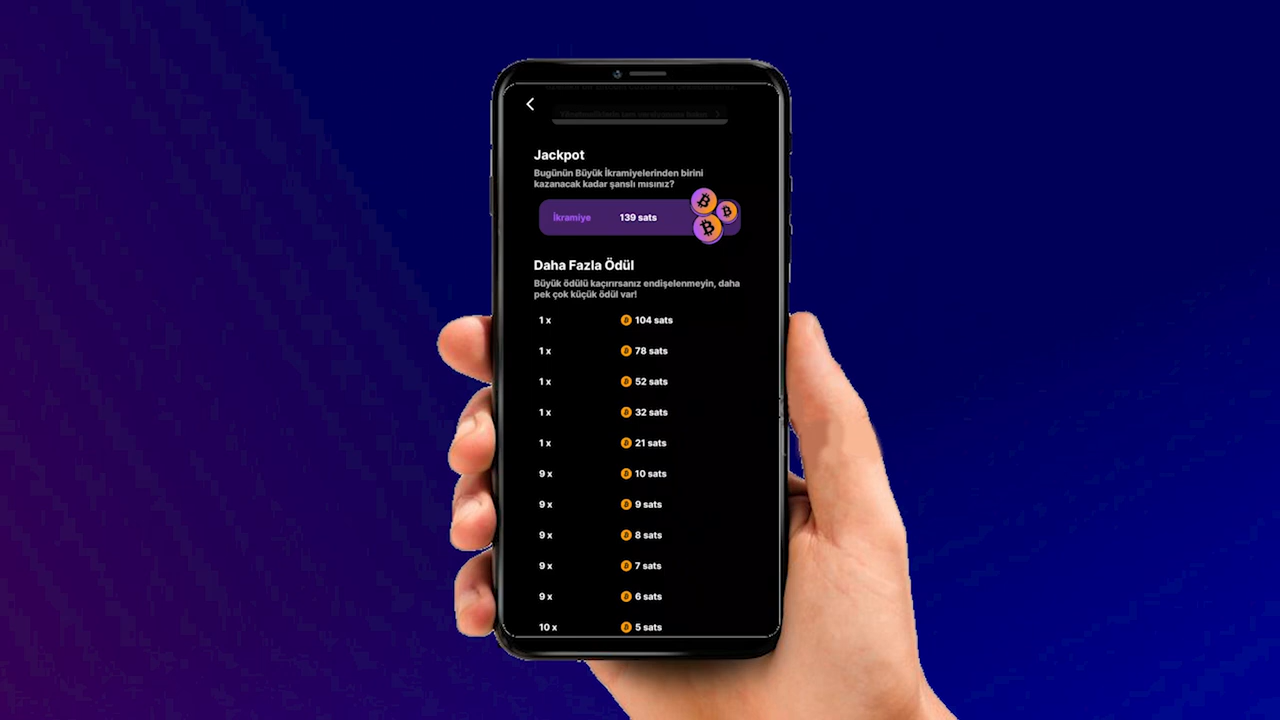 Jackpot
Bugünün Büyük İkramiyelerinden birini
kazanacak kadar şanslı mısınız?
İkramiye 139 sats
Daha Fazla Ödül
Büyük ödülü kaçırırsanız endişelenmeyin, daha
pek çok küçük ödül var!
1 x 104 sats
1 x 78 sats
1 x 52 sats
1 x 32 sats
1 x 21 sats
9 x 10 sats
9 x 9 sats
9 x 8 sats
9 x 7 sats
9 x 6 sats
10 x 5 sats